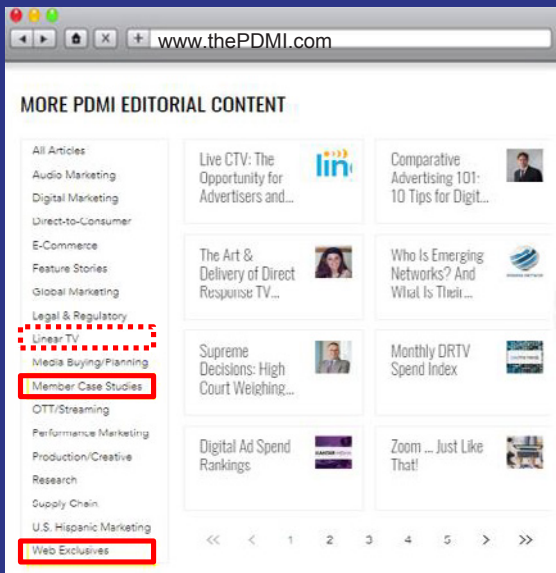 www.thePDMI.com
MORE PDMI EDITORIAL CONTENT
All Articles
Audio Marketing
Digital Marketing
Direct-to-Consumer
E-Commerce
Feature Stories
Global Marketing
Legal & Regulatory
Linear TV
Media Buying/Planning
Member Case Studies
OTT/Streaming
Performance Marketing
Production/Creative
Research
Supply Chain
U.S. Hispanic Marketing
Web Exclusives
Live CTV: The
Opportunity for
Advertisers and...
lin
Comparative
Advertising 101:
10 Tips for Digit...
The Art &
Delivery of Direct
Response TV...
Who Is Emerging
Networks? And
What Is Their...
Supreme
Decisions: High
Court Weighing...
Monthly DRTV
Spend Index
Digital Ad Spend
Rankings
Zoom ... Just Like
That!
<< < 1 2 3 4 5 > >>